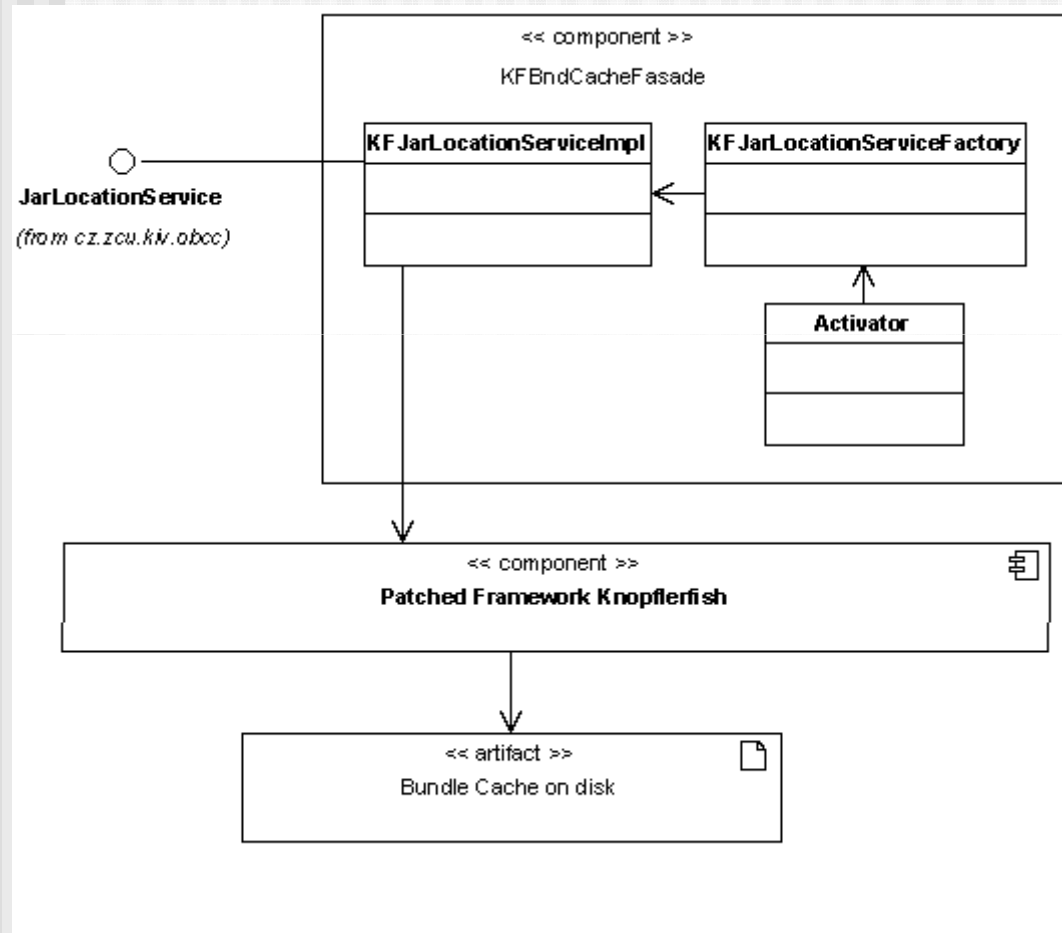 << component >>
KFBndCacheFasade
KFJarLocationServiceImpl
KFJarLocationServiceFactory
JarLocationService
(from cz.zcu.kiv.obcc)
Activator
<< component >>
Patched Framework Knopflerfish
<< artifact >>
Bundle Cache on disk